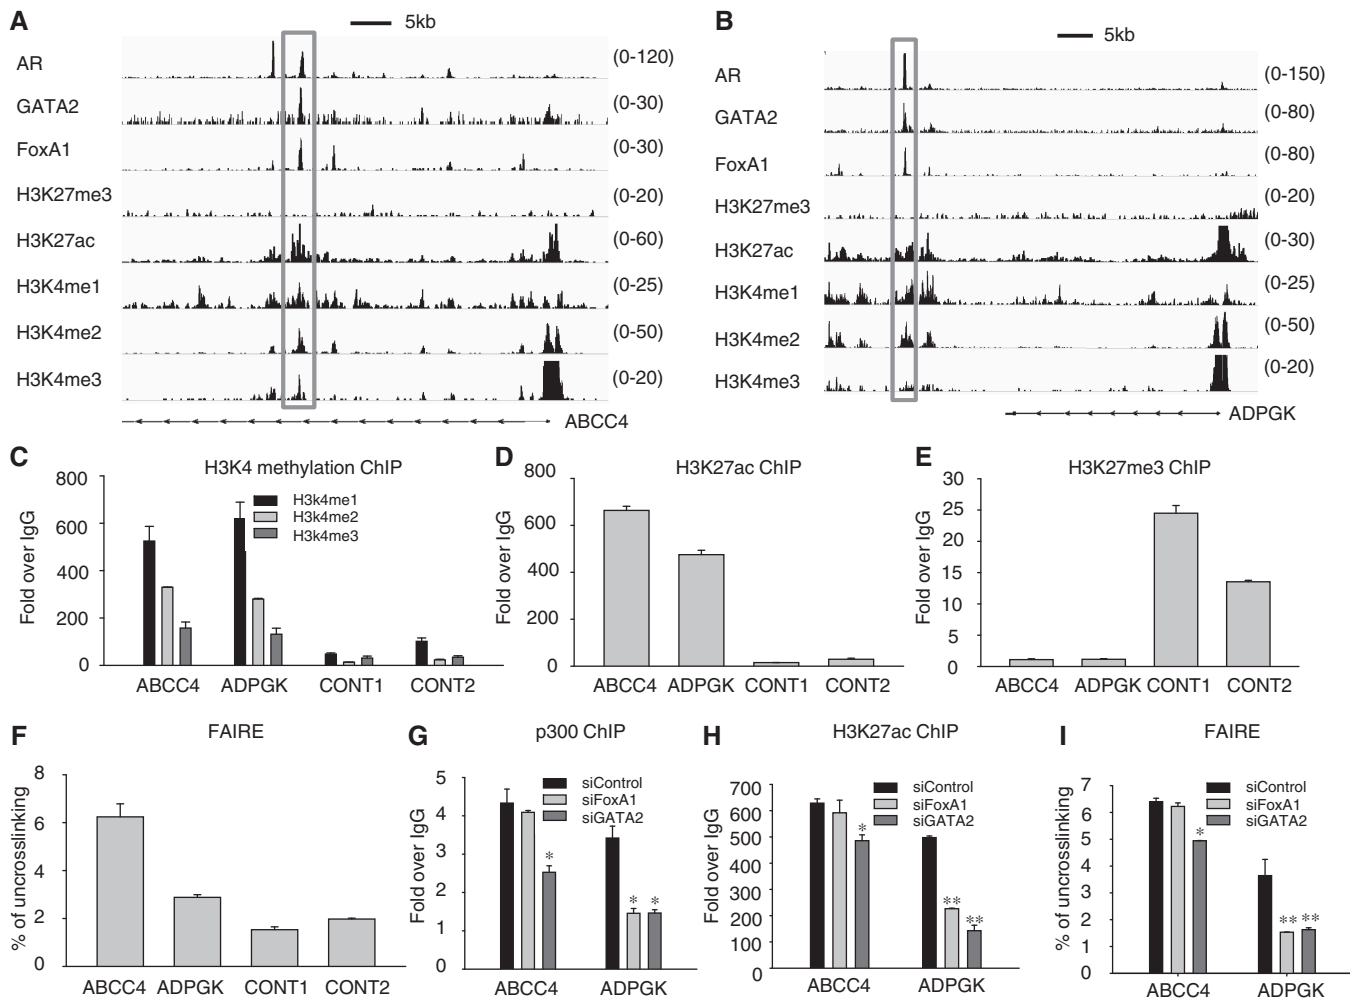 A
5kb
AR (0-120)
GATA2 (0-30)
FoxA1 (0-30)
H3K27me3 (0-20)
H3K27ac (0-60)
H3K4me1 (0-25)
H3K4me2 (0-50)
H3K4me3 (0-20)
ABCC4
B
5kb
AR (0-150)
GATA2 (0-80)
FoxA1 (0-80)
H3K27me3 (0-20)
H3K27ac (0-30)
H3K4me1 (0-25)
H3K4me2 (0-50)
H3K4me3 (0-20)
ADPGK
C
H3K4 methylation ChIP
Fold over IgG
800
600
400
200
0
H3k4me1
H3k4me2
H3k4me3
ABCC4 ADPGK CONT1 CONT2
D
H3K27ac ChIP
Fold over IgG
800
600
400
200
0
ABCC4 ADPGK CONT1 CONT2
E
H3K27me3 ChIP
Fold over IgG
30
25
20
15
10
5
0
ABCC4 ADPGK CONT1 CONT2
F
FAIRE
% of uncrosslinking
8
6
4
2
0
ABCC4 ADPGK CONT1 CONT2
G
p300 ChIP
Fold over IgG
5
4
3
2
1
0
siControl
siFoxA1
siGATA2
*
* *
ABCC4 ADPGK
H
H3K27ac ChIP
Fold over IgG
700
600
500
400
300
200
100
0
siControl
siFoxA1
siGATA2
*
** **
ABCC4 ADPGK
I
FAIRE
% of uncrosslinking
7
6
5
4
3
2
1
0
siControl
siFoxA1
siGATA2
*
** **
ABCC4 ADPGK